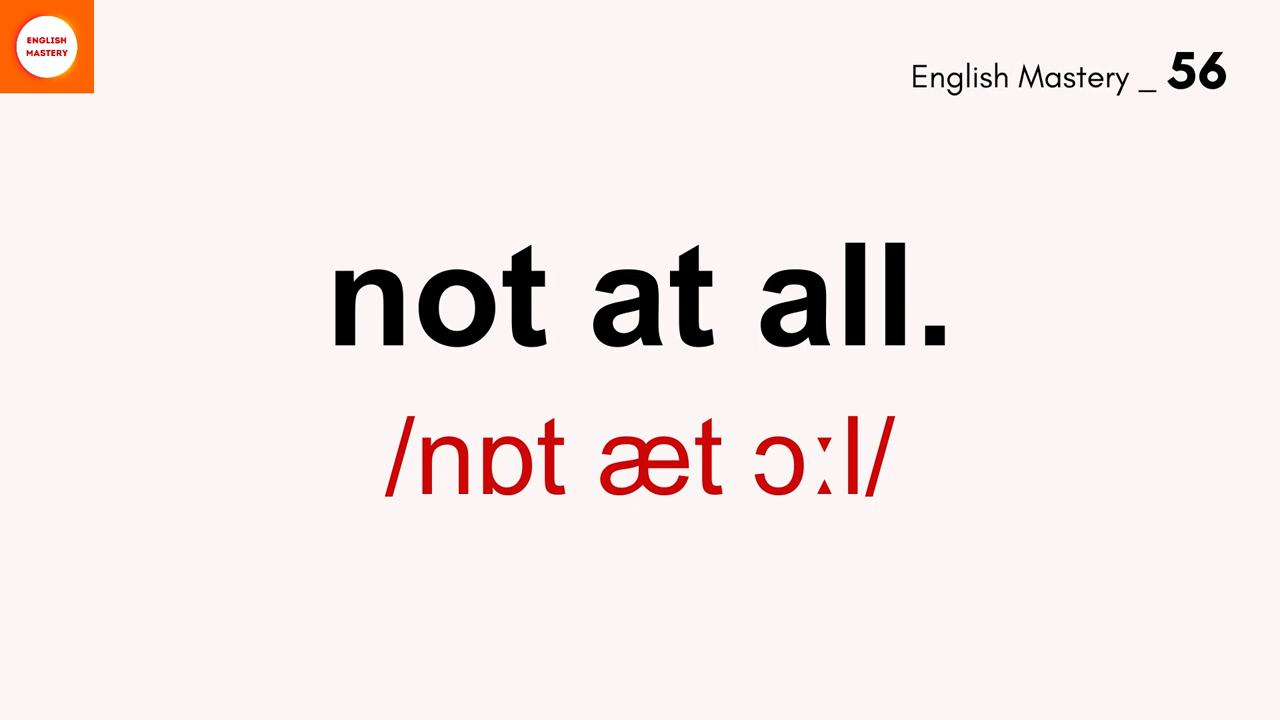 ENGLISH
MASTERY
English Mastery _ 56
not at all.
/nɒt æt ɔːl/